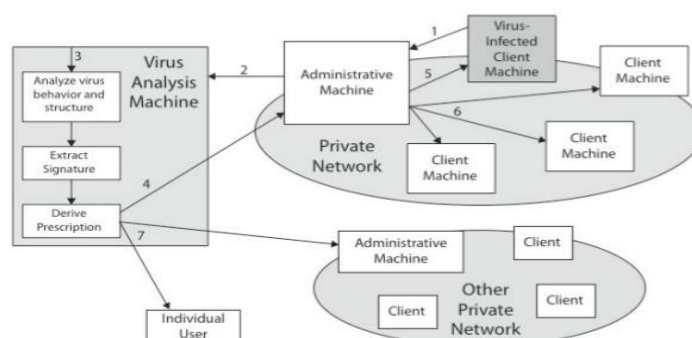 1
Virus-
Infected
Client
Machine
3
Virus
Analysis
Machine
Analyze virus
behavior and
structure
2
Administrative
Machine
5
Client
Machine
6
Extract
Signature
4
Private
Network
Client
Machine
Client
Machine
Derive
Prescription
7
Administrative
Machine
Client
Other
Private
Network
Client
Client
Individual
User